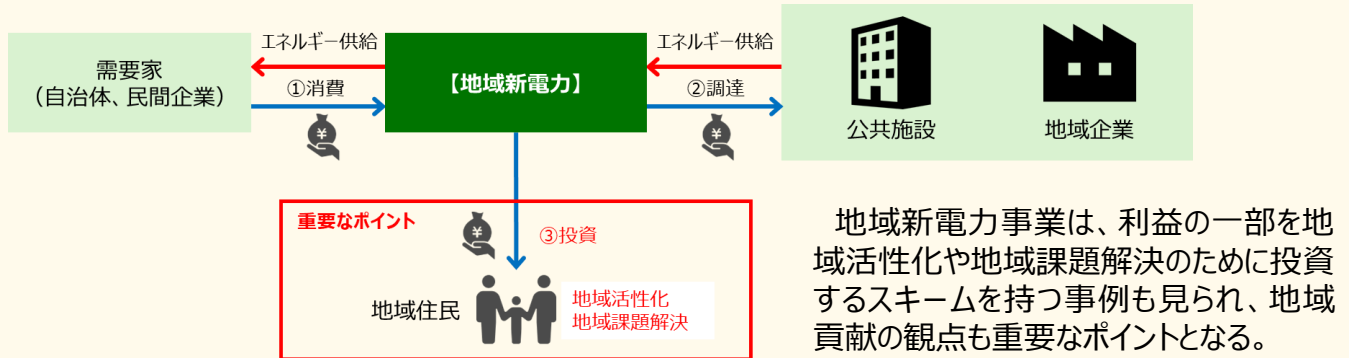 需要家
(自治体、民間企業)
エネルギー供給
①消費
¥
【地域新電力】
エネルギー供給
②調達
¥
公共施設
地域企業
重要なポイント
¥
③投資
地域住民
地域活性化
地域課題解決
地域新電力事業は、利益の一部を地
域活性化や地域課題解決のために投資
するスキームを持つ事例も見られ、地域
貢献の観点も重要なポイントとなる。